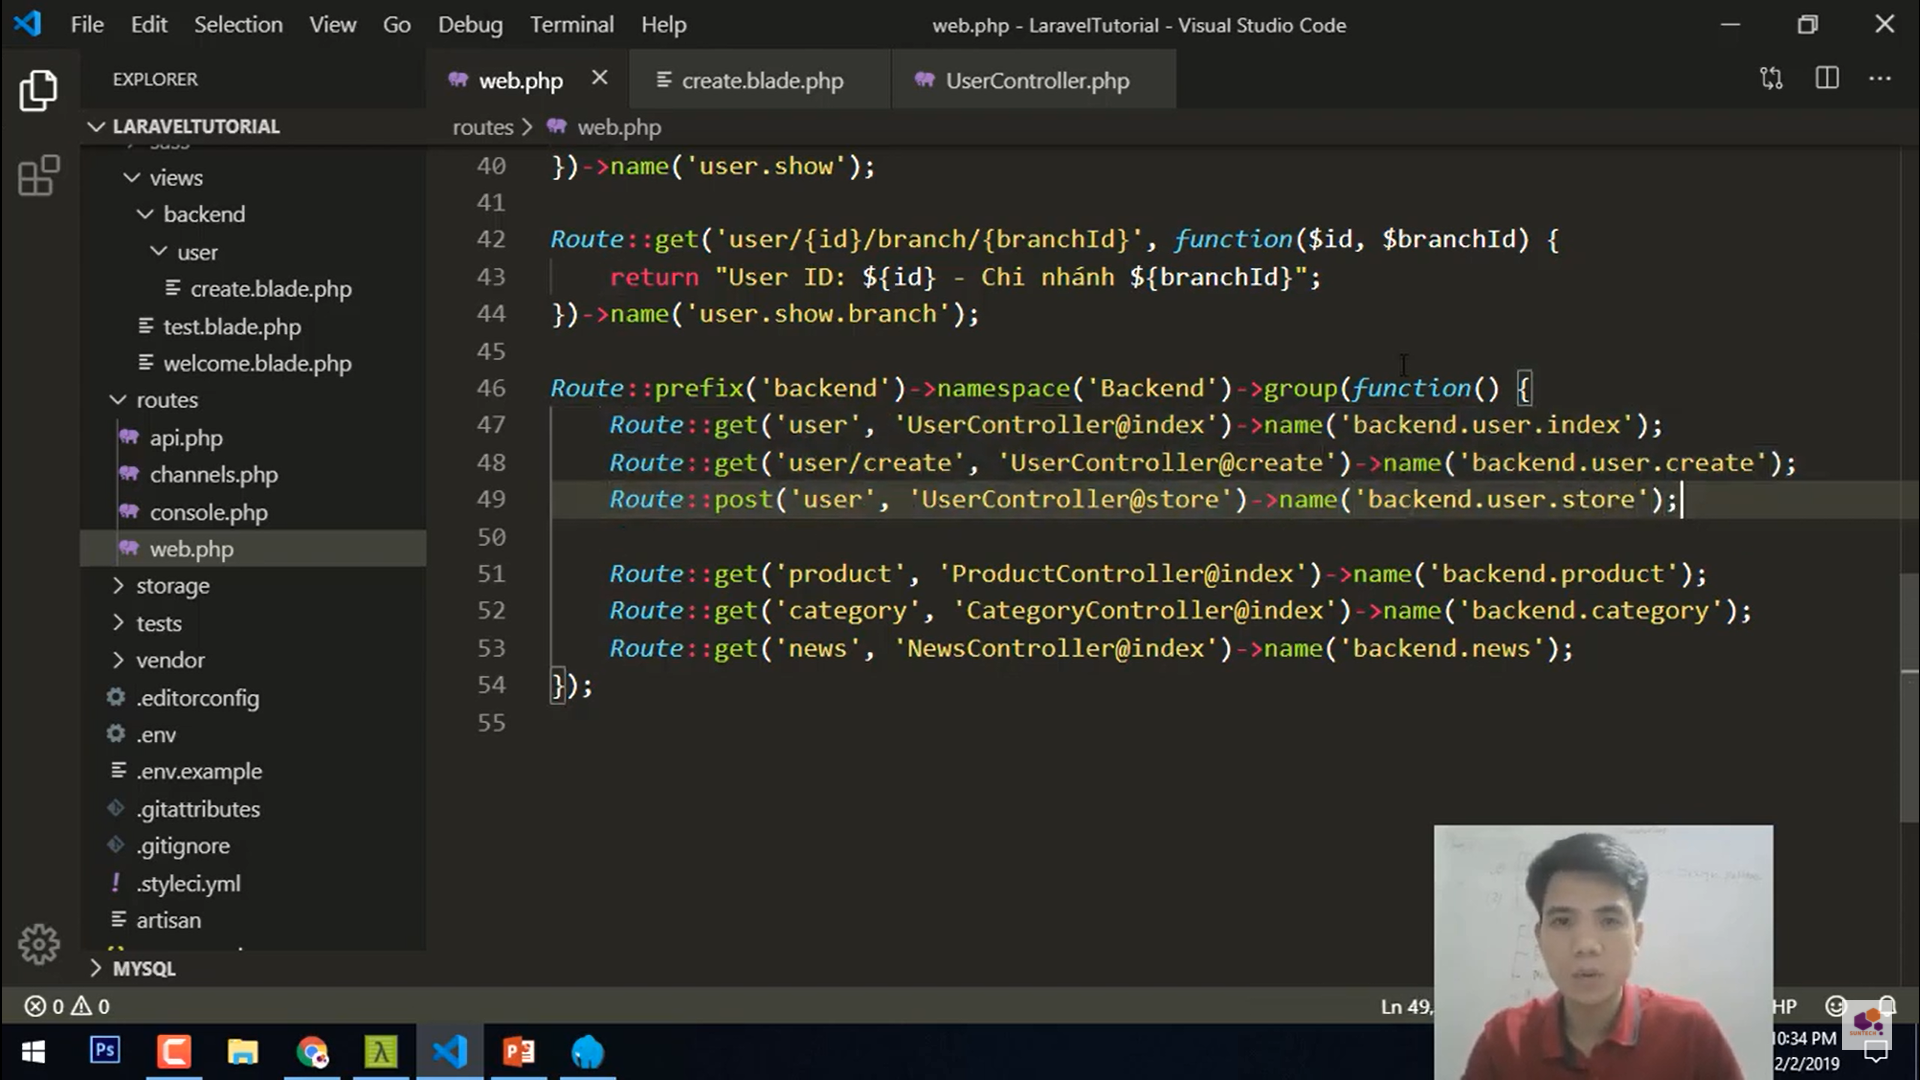 File Edit Selection View Go Debug Terminal Help
web.php - LaravelTutorial - Visual Studio Code
EXPLORER
web.php
create.blade.php
UserController.php
LARAVELTUTORIAL
routes > web.php
sass
views
backend
user
create.blade.php
test.blade.php
welcome.blade.php
routes
api.php
channels.php
console.php
web.php
storage
tests
vendor
.editorconfig
.env
.env.example
.gitattributes
.gitignore
.styleci.yml
artisan
MYSQL
40 })->name('user.show');
41
42 Route::get('user/{id}/branch/{branchId}', function($id, $branchId) {
43 return "User ID: ${id} - Chi nhánh ${branchId}";
44 })->name('user.show.branch');
45
46 Route::prefix('backend')->namespace('Backend')->group(function() {
47 Route::get('user', 'UserController@index')->name('backend.user.index');
48 Route::get('user/create', 'UserController@create')->name('backend.user.create');
49 Route::post('user', 'UserController@store')->name('backend.user.store');
50
51 Route::get('product', 'ProductController@index')->name('backend.product');
52 Route::get('category', 'CategoryController@index')->name('backend.category');
53 Route::get('news', 'NewsController@index')->name('backend.news');
54 });
55
0 0
Ln 49,
HP
Ps
10:34 PM
2/2/2019
SUNTECH